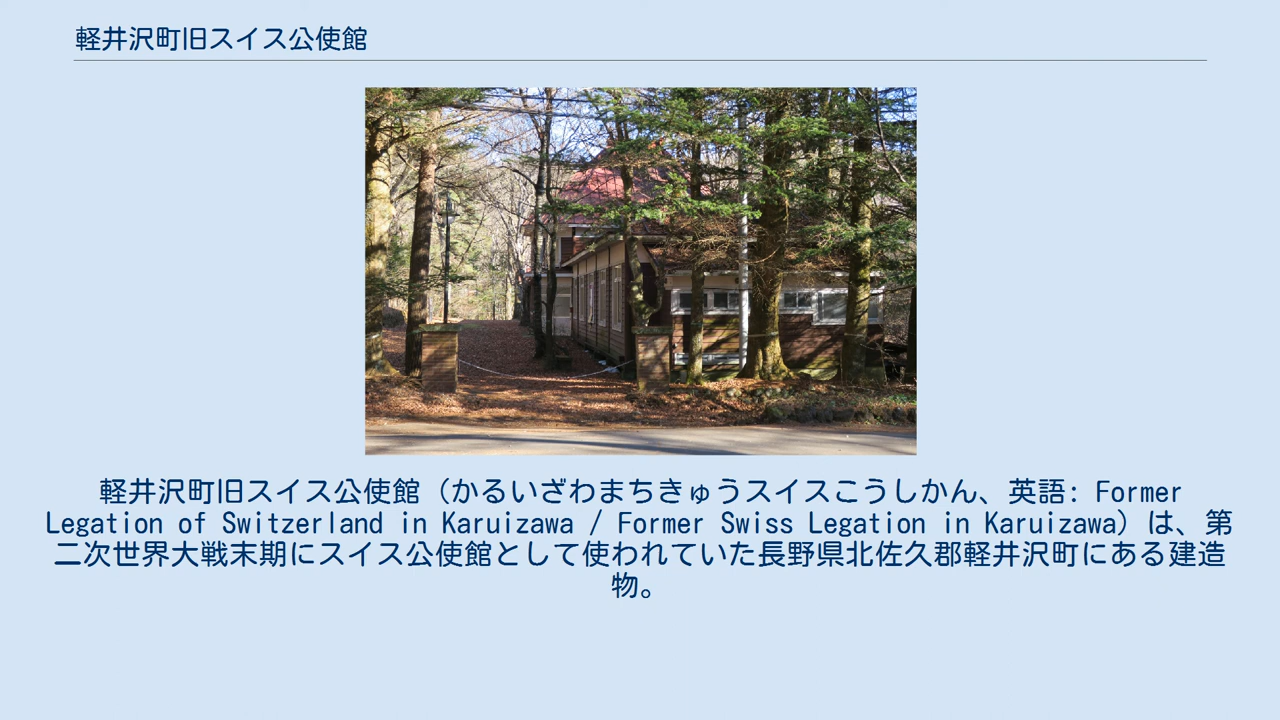 軽井沢町旧スイス公使館
軽井沢町旧スイス公使館（かるいざわまちきゅうスイスこうしかん、英語: Former
Legation of Switzerland in Karuizawa / Former Swiss Legation in Karuizawa）は、第
二次世界大戦末期にスイス公使館として使われていた長野県北佐久郡軽井沢町にある建造
物。